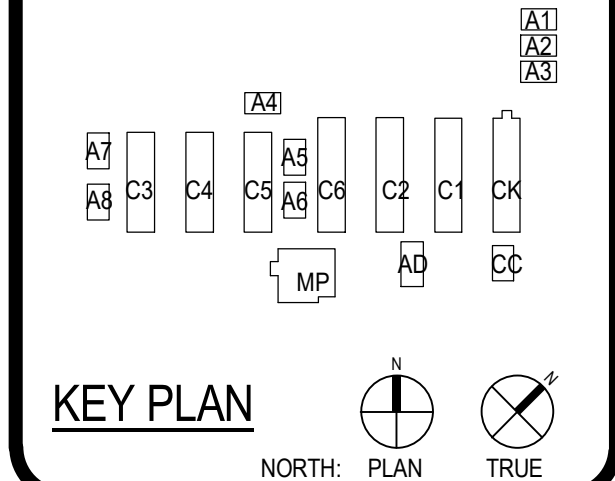 A1
A2
A3
A4
A7
A5
A8
C3
C4
C5
A6
C6
C2
C1
CK
MP
AD
CC
KEY PLAN
N
N
NORTH: PLAN TRUE